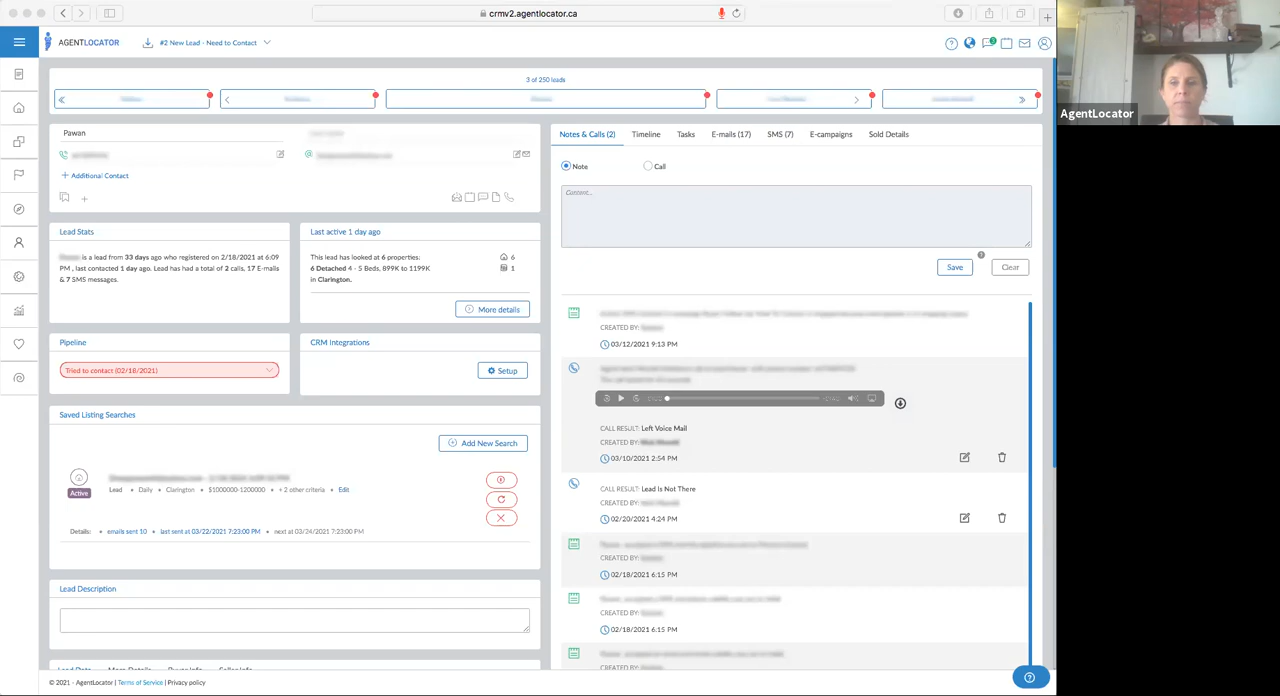 crmv2.agentlocator.ca
AGENTLOCATOR
#2 New Lead - Need to Contact
3
AgentLocator
3 of 250 leads
Pawan
+ Additional Contact
Lead Stats
is a lead from 33 days ago who registered on 2/18/2021 at 6:09
PM , last contacted 1 day ago. Lead has had a total of 2 calls, 17 E-mails
& 7 SMS messages.
Last active 1 day ago
This lead has looked at 6 properties:
6 Detached 4 - 5 Beds, 899K to 1199K
in Clarington.
6
1
More details
Pipeline
Tried to contact (02/18/2021)
CRM Integrations
Setup
Saved Listing Searches
Add New Search
Active
Lead • Daily • Clarington • $1000000-1200000 • + 2 other criteria • Edit
Details: • emails sent 10 • last sent at 03/22/2021 7:23:00 PM • next at 03/24/2021 7:23:00 PM
Lead Description
Lead Data More Details Buyer Info Seller Info
Notes & Calls (2) Timeline Tasks E-mails (17) SMS (7) E-campaigns Sold Details
Note Call
Content...
Save Clear
CREATED BY:
03/12/2021 9:13 PM
CALL RESULT: Left Voice Mail
CREATED BY:
03/10/2021 2:54 PM
CALL RESULT: Lead Is Not There
CREATED BY:
02/20/2021 4:24 PM
CREATED BY:
02/18/2021 6:15 PM
CREATED BY:
02/18/2021 6:15 PM
CREATED BY:
© 2021 - AgentLocator | Terms of Service | Privacy policy